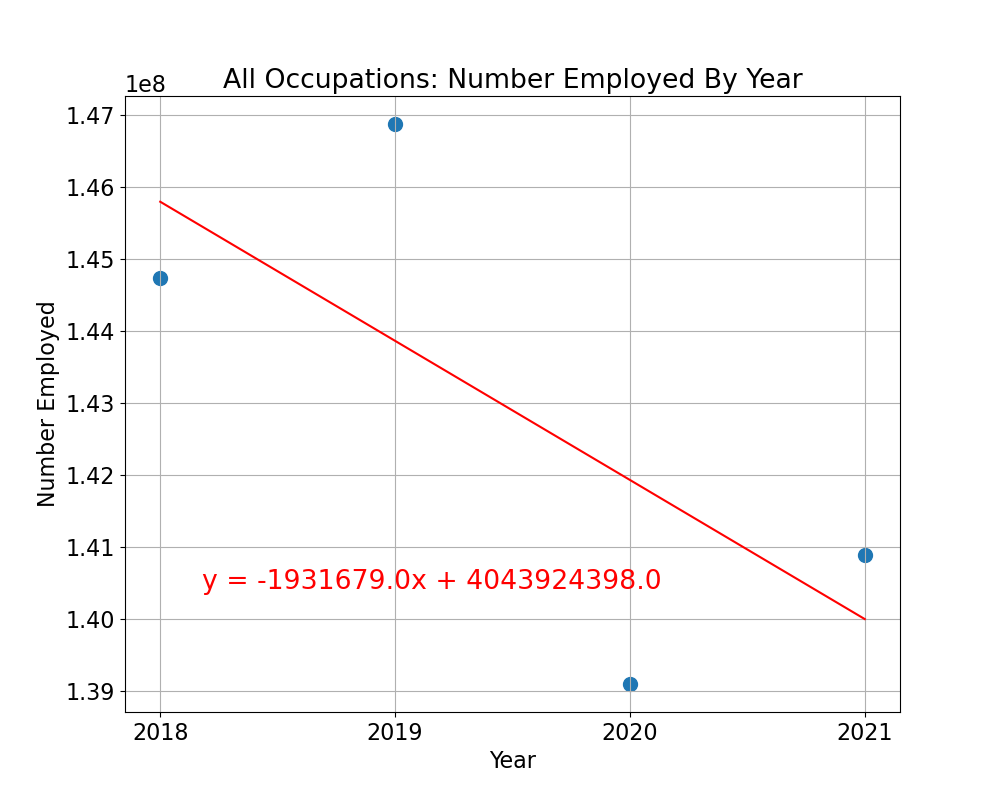 All Occupations: Number Employed By Year
1e8
1.47
1.46
1.45
1.44
1.43
1.42
1.41
1.40
1.39
Number Employed
y = -1931679.0x + 4043924398.0
2018 2019 2020 2021
Year